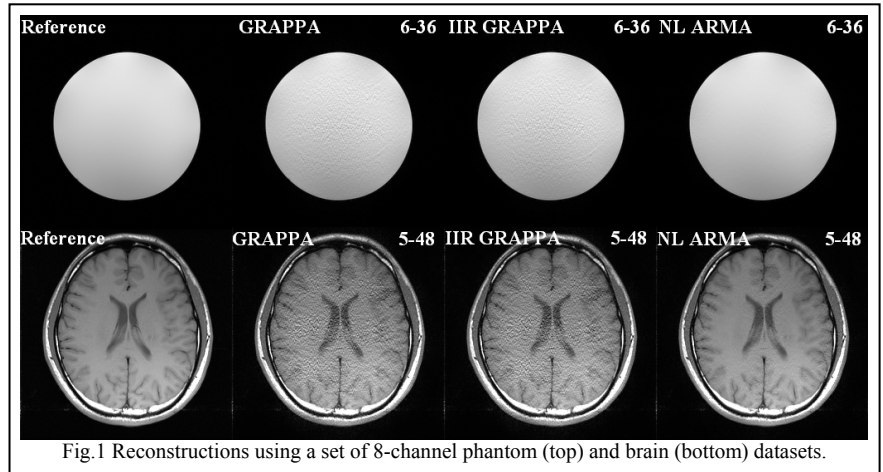 Reference GRAPPA 6-36 IIR GRAPPA 6-36 NL ARMA 6-36
Reference GRAPPA 5-48 IIR GRAPPA 5-48 NL ARMA 5-48
Fig.1 Reconstructions using a set of 8-channel phantom (top) and brain (bottom) datasets.